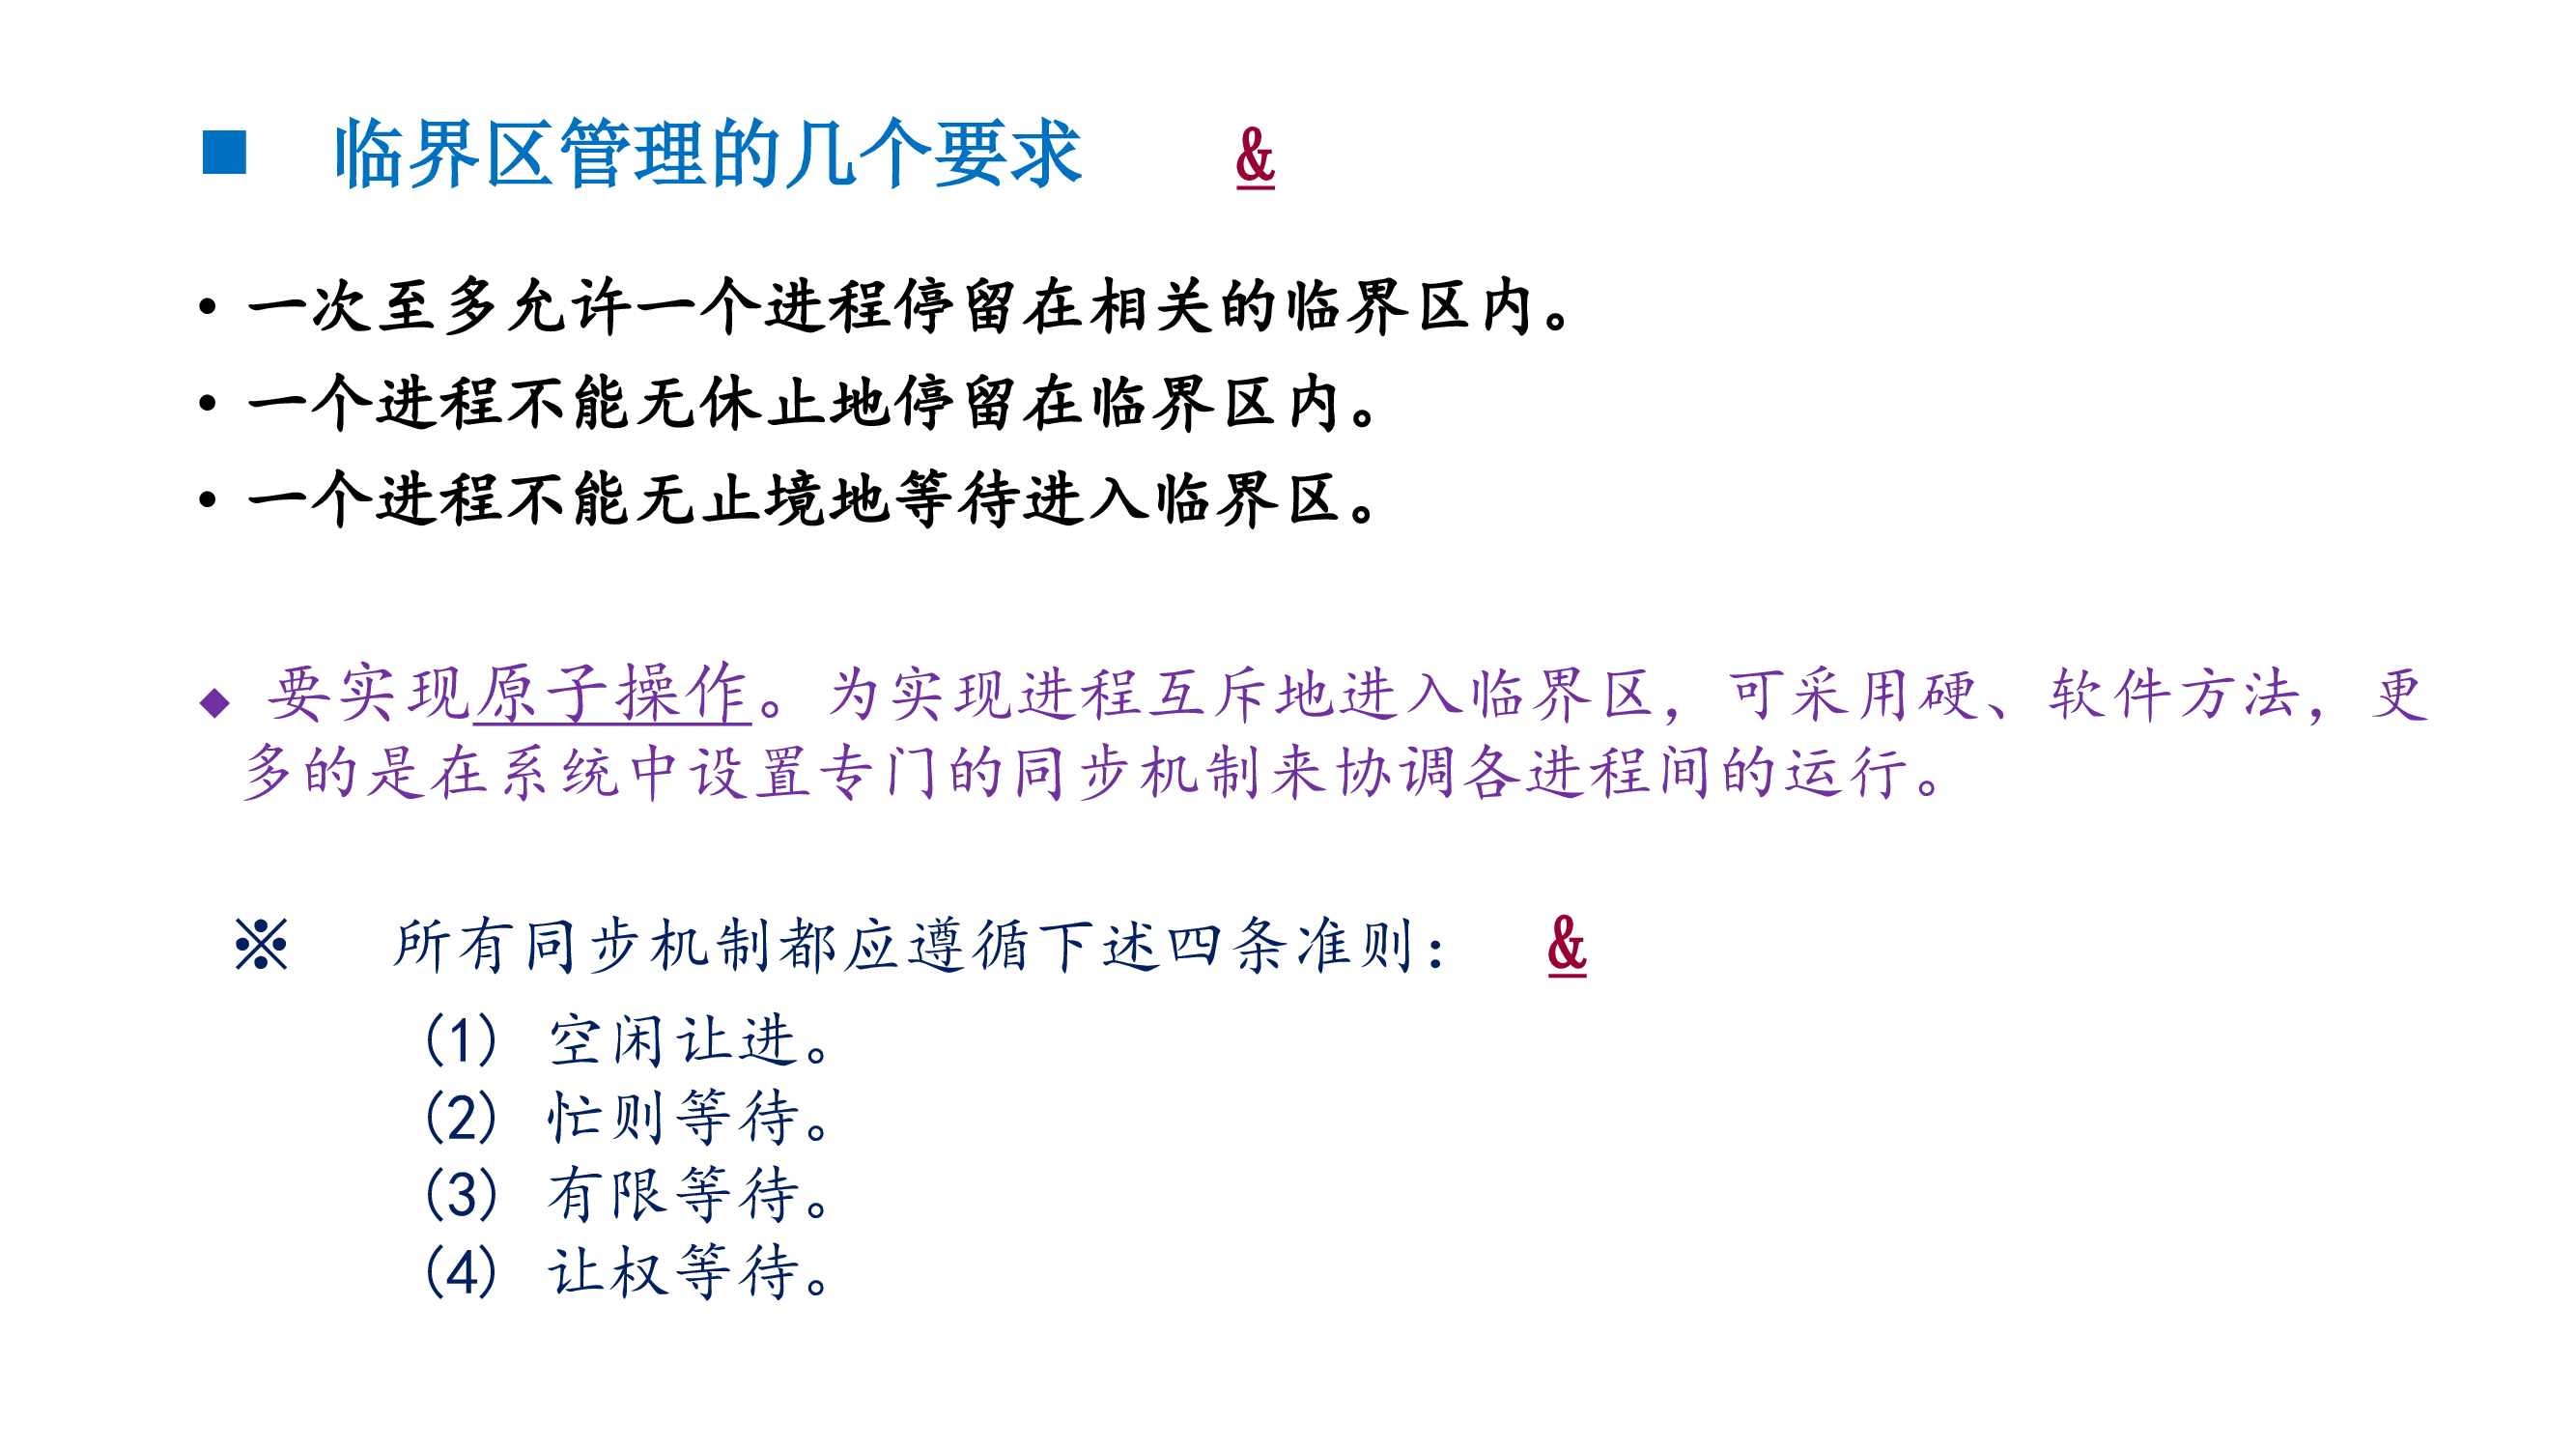 ■ 临界区管理的几个要求 &
• 一次至多允许一个进程停留在相关的临界区内。
• 一个进程不能无休止地停留在临界区内。
• 一个进程不能无止境地等待进入临界区。
◆ 要实现原子操作。为实现进程互斥地进入临界区，可采用硬、软件方法，更
多的是在系统中设置专门的同步机制来协调各进程间的运行。
※ 所有同步机制都应遵循下述四条准则： &
(1) 空闲让进。
(2) 忙则等待。
(3) 有限等待。
(4) 让权等待。